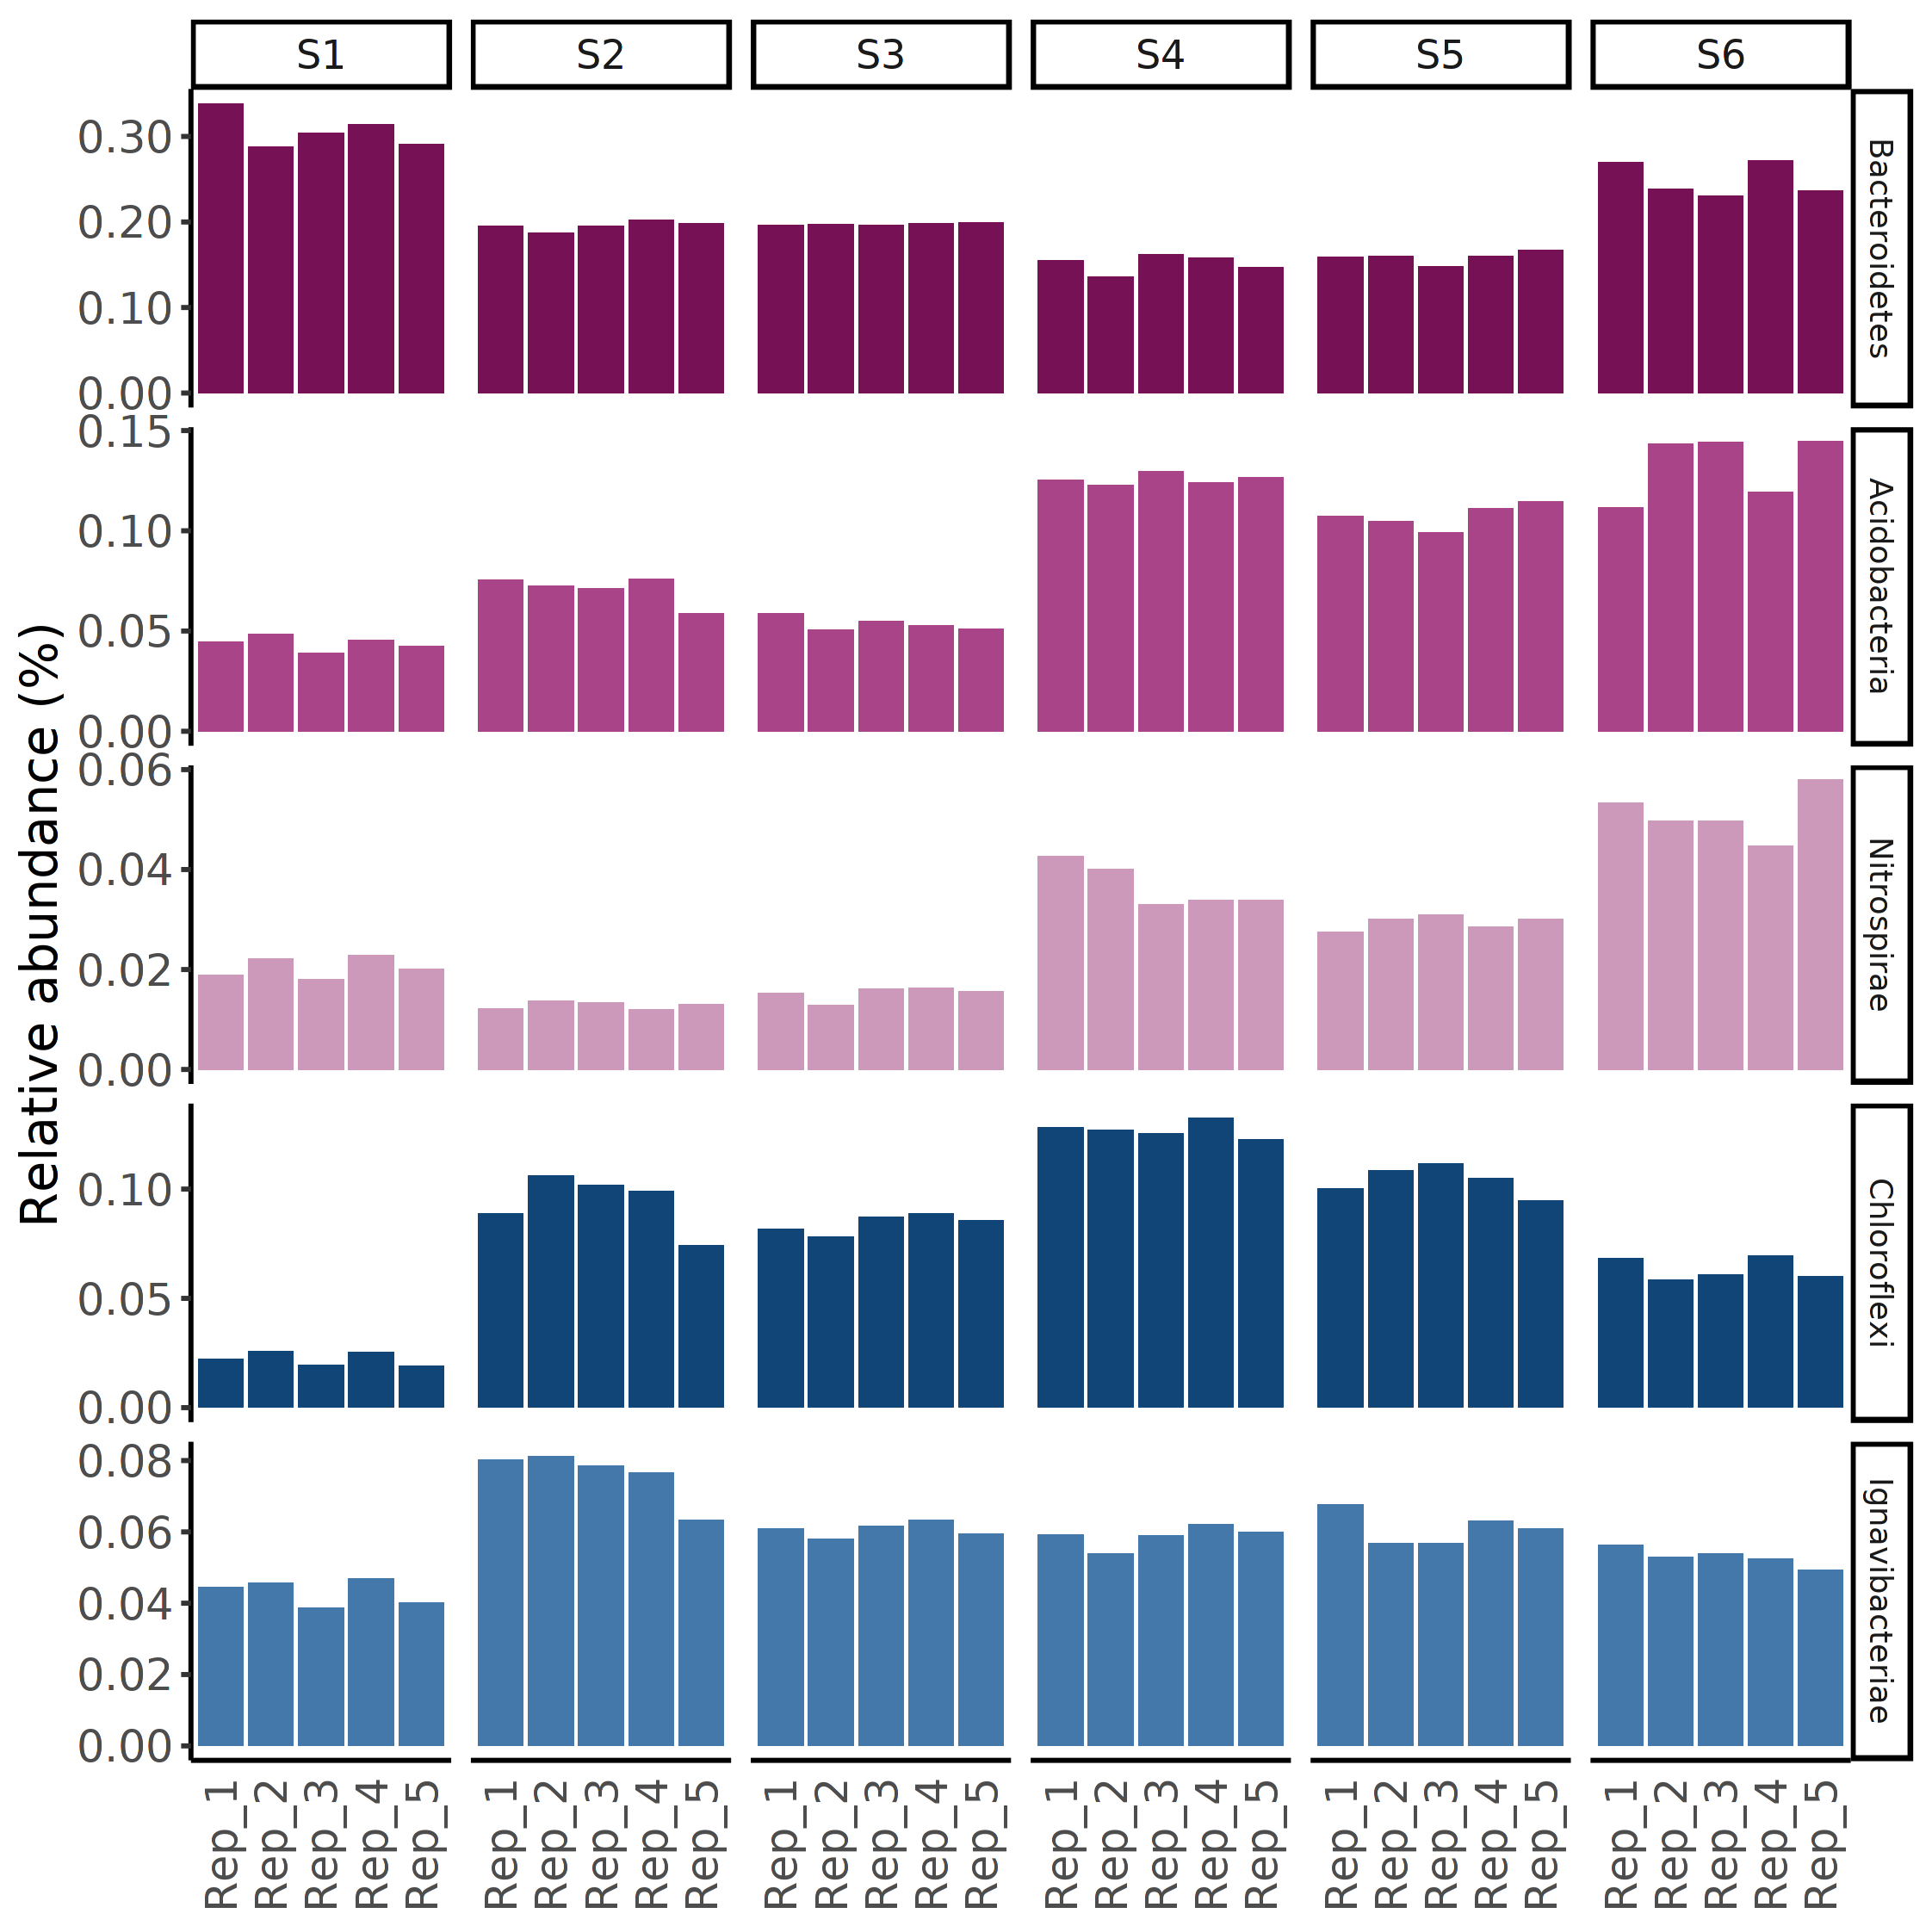 S1 S2 S3 S4 S5 S6
Relative abundance (%)
0.30
0.20
0.10
0.00
Bacteroidetes
0.15
0.10
0.05
0.00
Acidobacteria
0.06
0.04
0.02
0.00
Nitrospirae
0.10
0.05
0.00
Chloroflexi
0.08
0.06
0.04
0.02
0.00
Ignavibacteriae
Rep_1 Rep_2 Rep_3 Rep_4 Rep_5 Rep_1 Rep_2 Rep_3 Rep_4 Rep_5 Rep_1 Rep_2 Rep_3 Rep_4 Rep_5 Rep_1 Rep_2 Rep_3 Rep_4 Rep_5 Rep_1 Rep_2 Rep_3 Rep_4 Rep_5 Rep_1 Rep_2 Rep_3 Rep_4 Rep_5